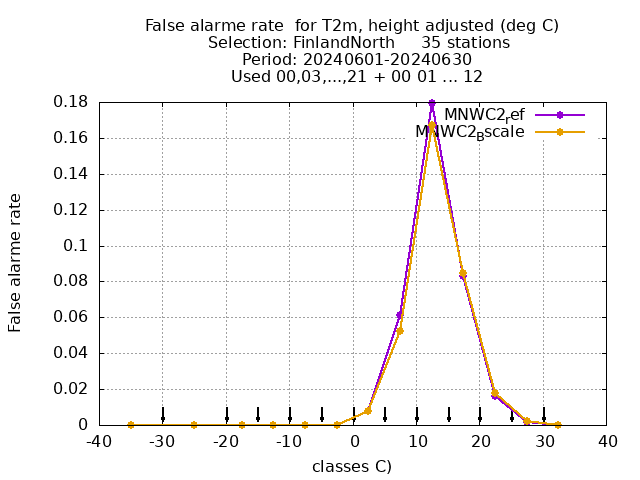 False alarme rate  for T2m, height adjusted (deg C)
Selection: FinlandNorth     35 stations
Period: 20240601-20240630
Used 00,03,...,21 + 00 01 ... 12
MNWC2ref
MNWC2Bscale
False alarme rate
0.18
0.16
0.14
0.12
0.1
0.08
0.06
0.04
0.02
0
-40 -30 -20 -10 0 10 20 30 40
classes C)